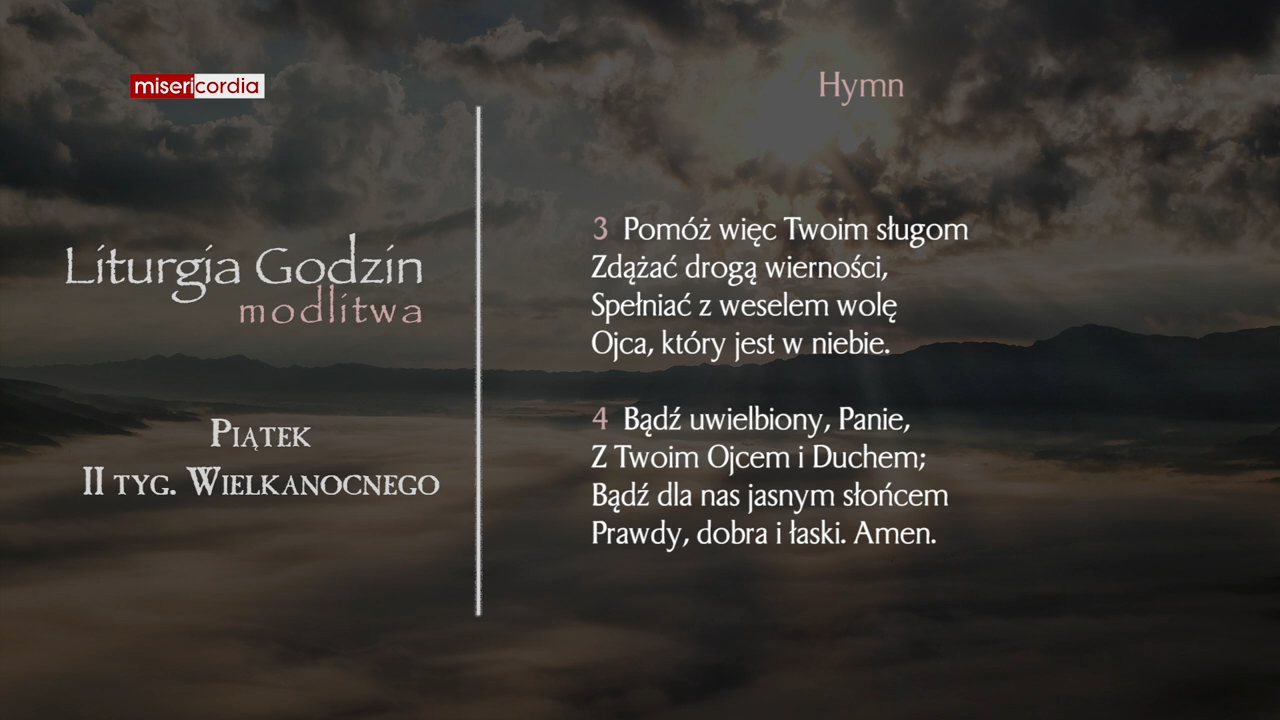 misericordia
Liturgia Godzin
modlitwa
Piątek
II tyg. Wielkanocnego
Hymn
3 Pomóż więc Twoim sługom
Zdążać drogą wierności,
Spełniać z weselem wolę
Ojca, który jest w niebie.
4 Bądź uwielbiony, Panie,
Z Twoim Ojcem i Duchem;
Bądź dla nas jasnym słońcem
Prawdy, dobra i łaski. Amen.